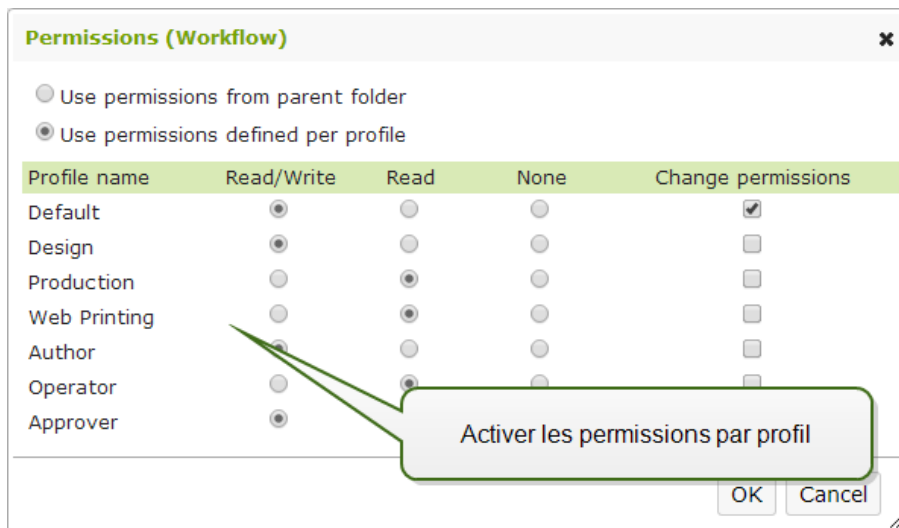 Permissions (Workflow)
Use permissions from parent folder
Use permissions defined per profile
Profile name Read/Write Read None Change permissions
Default
Design
Production
Web Printing
Author
Operator
Approver
Activer les permissions par profil
OK Cancel